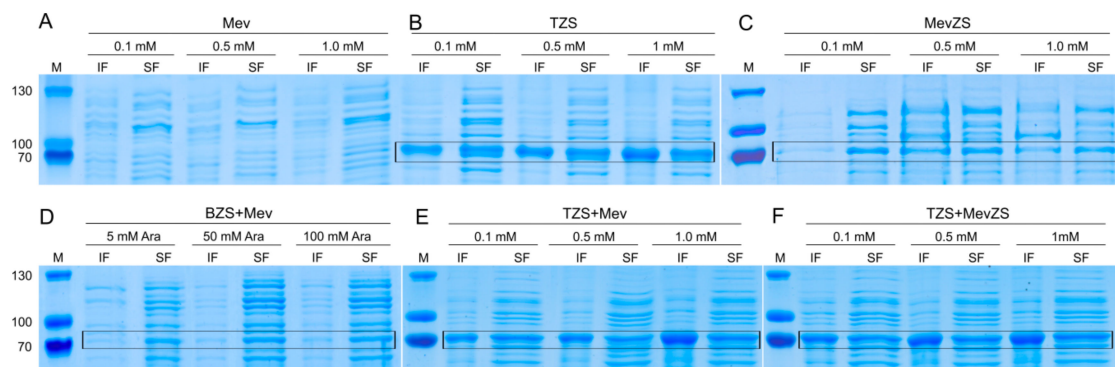 A Mev B TZS C MevZS
0.1 mM 0.5 mM 1.0 mM 0.1 mM 0.5 mM 1 mM 0.1 mM 0.5 mM 1.0 mM
M IF SF IF SF IF SF IF SF IF SF IF SF M IF SF IF SF IF SF
130
100
70
D BZS+Mev E TZS+Mev F TZS+MevZS
5 mM Ara 50 mM Ara 100 mM Ara 0.1 mM 0.5 mM 1.0 mM 0.1 mM 0.5 mM 1mM
M IF SF IF SF IF SF M IF SF IF SF IF SF M IF SF IF SF IF SF
130
100
70